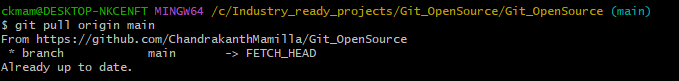 ckmam@DESKTOP-NKCENFT MINGW64 /c/Industry_ready_projects/Git_OpenSource/Git_OpenSource (main)
$ git pull origin main
From https://github.com/ChandrakanthMamilla/Git_OpenSource
 * branch            main       -> FETCH_HEAD
Already up to date.